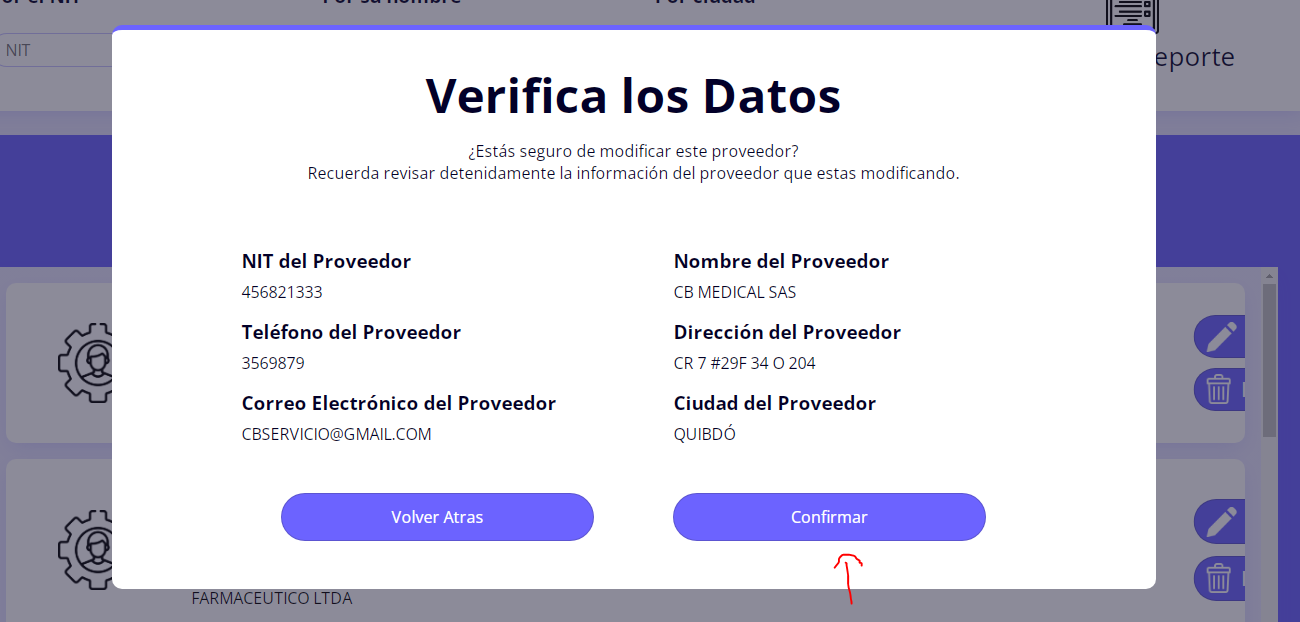 NIT
eporte
Verifica los Datos
¿Estás seguro de modificar este proveedor?
Recuerda revisar detenidamente la información del proveedor que estas modificando.
NIT del Proveedor
456821333
Nombre del Proveedor
CB MEDICAL SAS
Teléfono del Proveedor
3569879
Dirección del Proveedor
CR 7 #29F 34 O 204
Correo Electrónico del Proveedor
CBSERVICIO@GMAIL.COM
Ciudad del Proveedor
QUIBDÓ
Volver Atras
Confirmar
FARMACEUTICO LTDA